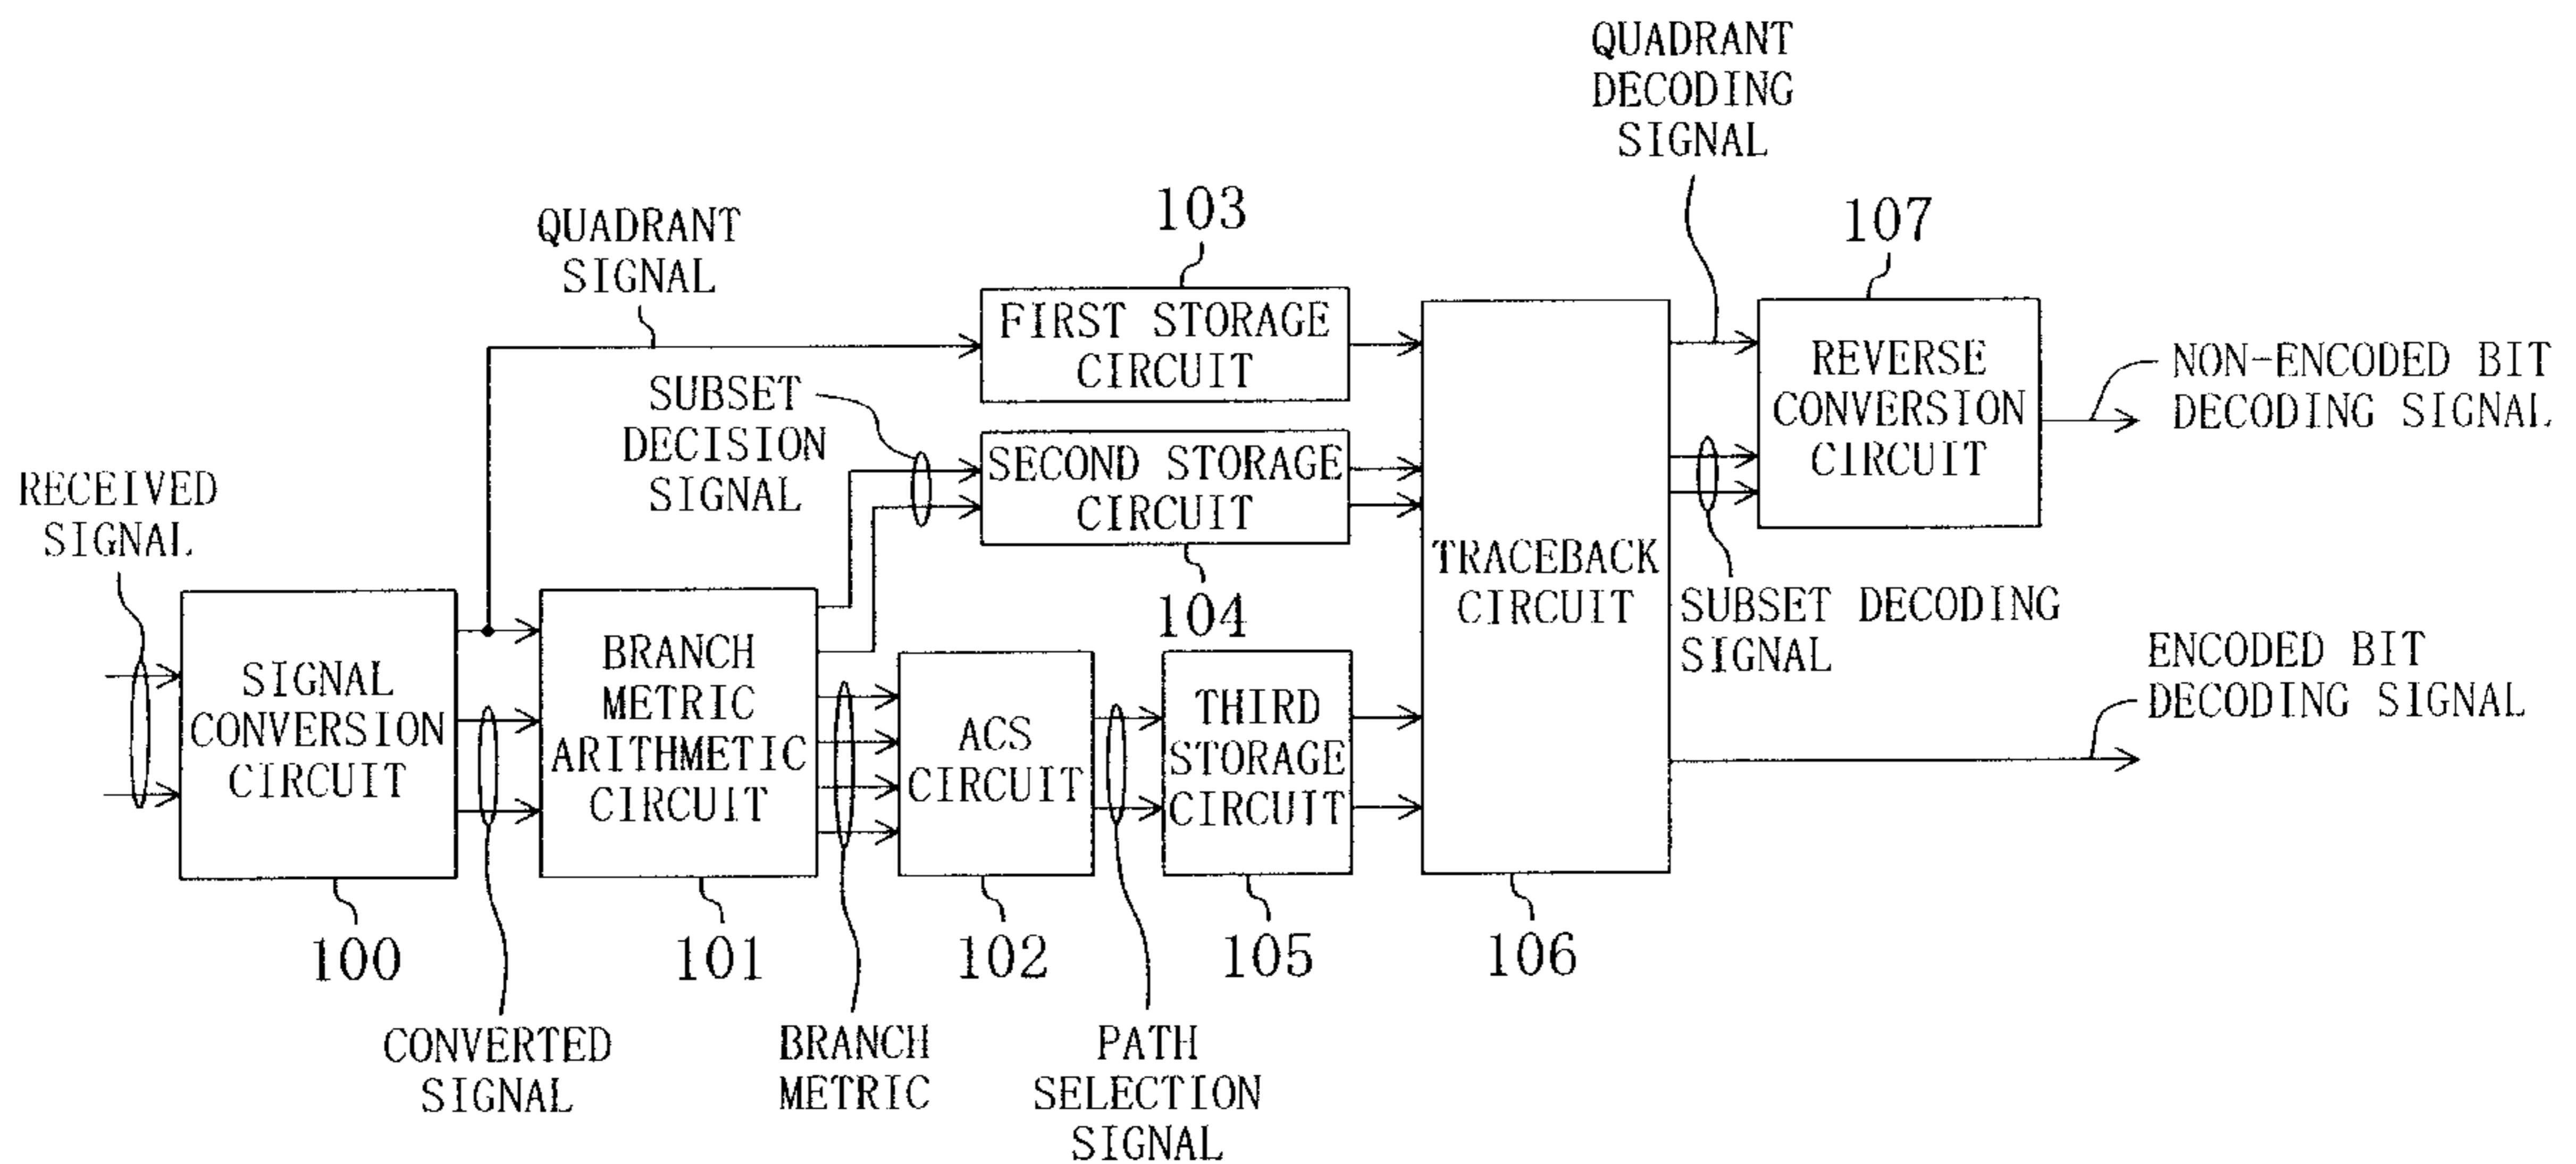 QUADRANT
DECODING
SIGNAL
103
107
QUADRANT
SIGNAL
FIRST STORAGE
CIRCUIT
REVERSE
CONVERSION
CIRCUIT
NON-ENCODED BIT
DECODING SIGNAL
SUBSET
DECISION
SIGNAL
SECOND STORAGE
CIRCUIT
RECEIVED
SIGNAL
TRACEBACK
CIRCUIT
104
SUBSET DECODING
SIGNAL
ENCODED BIT
DECODING SIGNAL
SIGNAL
CONVERSION
CIRCUIT
BRANCH
METRIC
ARITHMETIC
CIRCUIT
ACS
CIRCUIT
THIRD
STORAGE
CIRCUIT
100
101
102
105
106
CONVERTED
SIGNAL
BRANCH
METRIC
PATH
SELECTION
SIGNAL